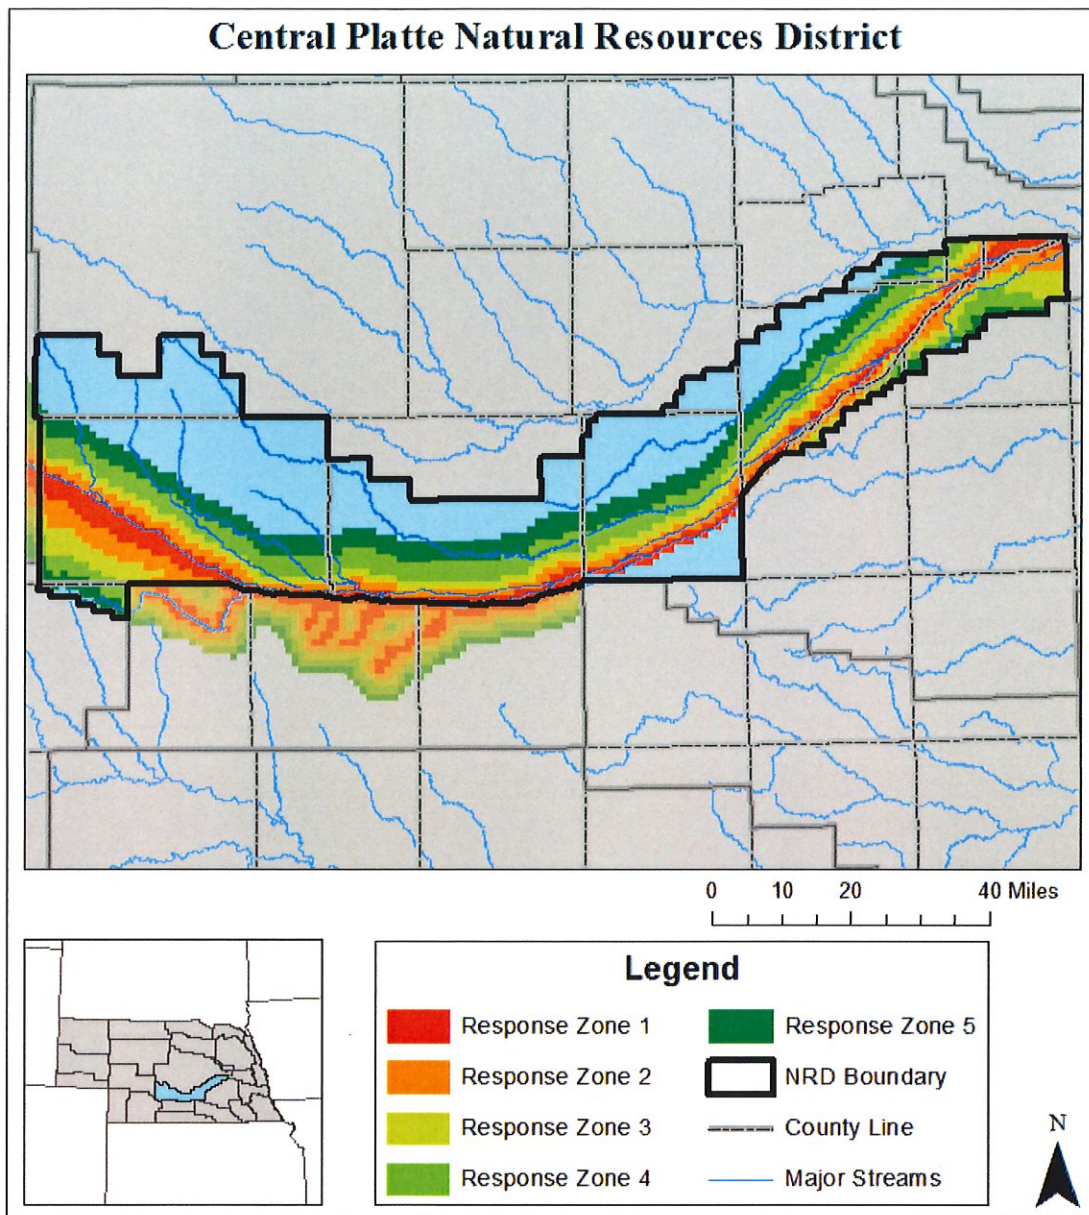 Central Platte Natural Resources District
0 10 20 40 Miles
Legend
Response Zone 1
Response Zone 2
Response Zone 3
Response Zone 4
Response Zone 5
NRD Boundary
County Line
Major Streams
N